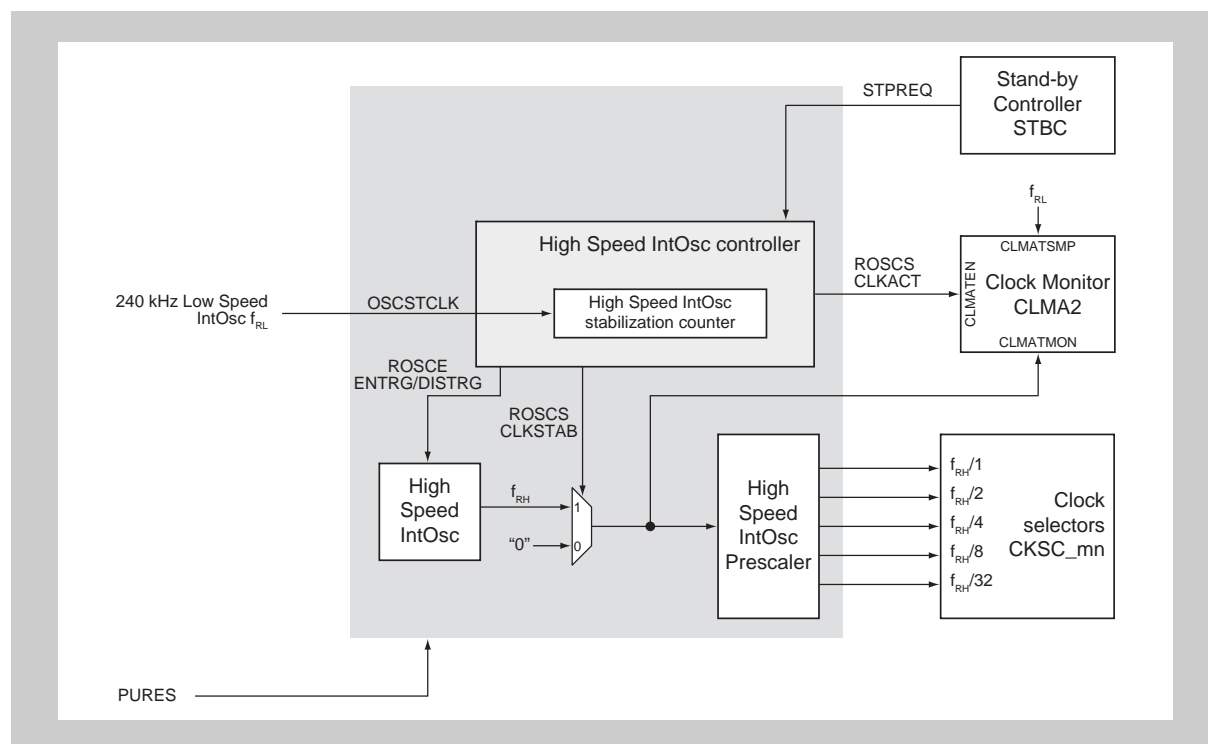 STPREQ
Stand-by
Controller
STBC
f_RL
High Speed IntOsc controller
CLMATSMP
CLMATEN
Clock Monitor
CLMA2
CLMATMON
ROSCS
CLKACT
240 kHz Low Speed
IntOsc f_RL
OSCSTCLK
High Speed IntOsc
stabilization counter
ROSCE
ENTRG/DISTRG
ROSCS
CLKSTAB
High
Speed
IntOsc
f_RH
1
“0”
0
High
Speed
IntOsc
Prescaler
f_RH/1
f_RH/2
f_RH/4
f_RH/8
f_RH/32
Clock
selectors
CKSC_mn
PURES